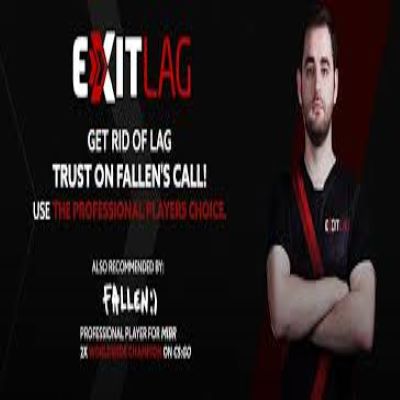 EXITLAG
GET RID OF LAG
TRUST ON FALLEN'S CALL!
USE THE PROFESSIONAL PLAYERS CHOICE.
ALSO RECOMMENDED BY:
FALLEN:)
PROFESSIONAL PLAYER FOR MIBR
2X WORLDWIDE CHAMPION ON CS:GO
EXITLAG